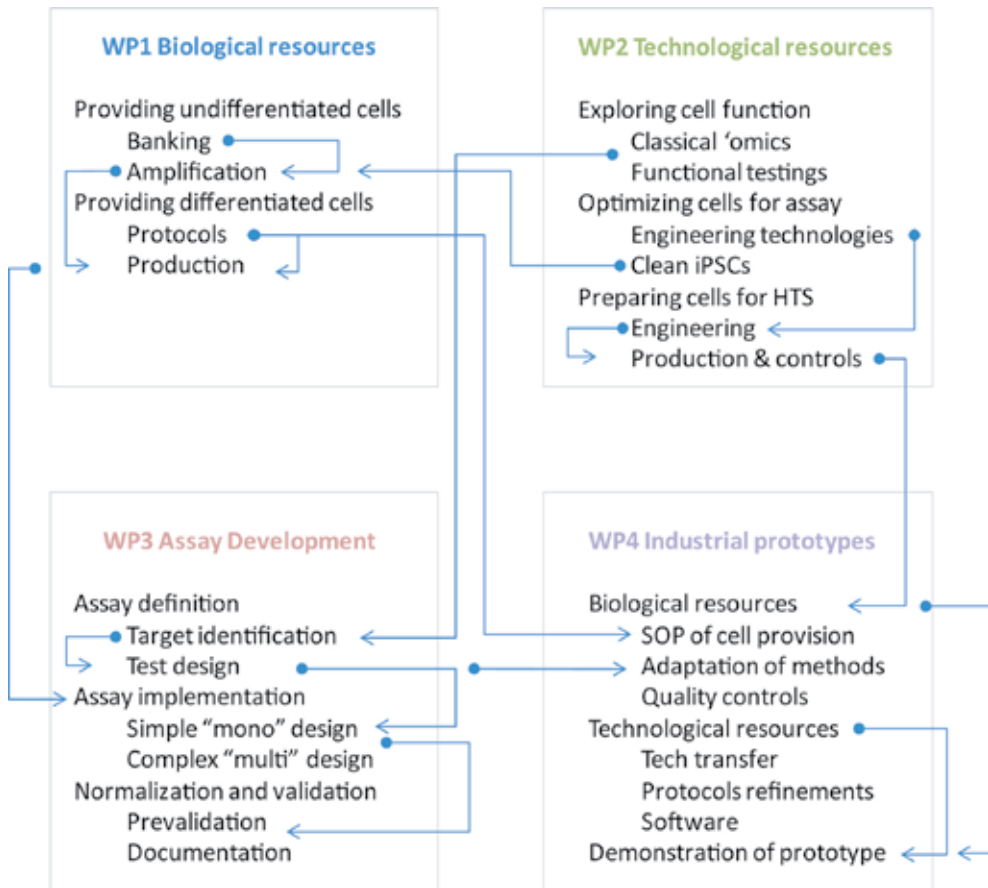 WP1 Biological resources
Providing undifferentiated cells
Banking
Amplification
Providing differentiated cells
Protocols
Production
WP2 Technological resources
Exploring cell function
Classical ‘omics
Functional testings
Optimizing cells for assay
Engineering technologies
Clean iPSCs
Preparing cells for HTS
Engineering
Production & controls
WP3 Assay Development
Assay definition
Target identification
Test design
Assay implementation
Simple “mono” design
Complex “multi” design
Normalization and validation
Prevalidation
Documentation
WP4 Industrial prototypes
Biological resources
SOP of cell provision
Adaptation of methods
Quality controls
Technological resources
Tech transfer
Protocols refinements
Software
Demonstration of prototype